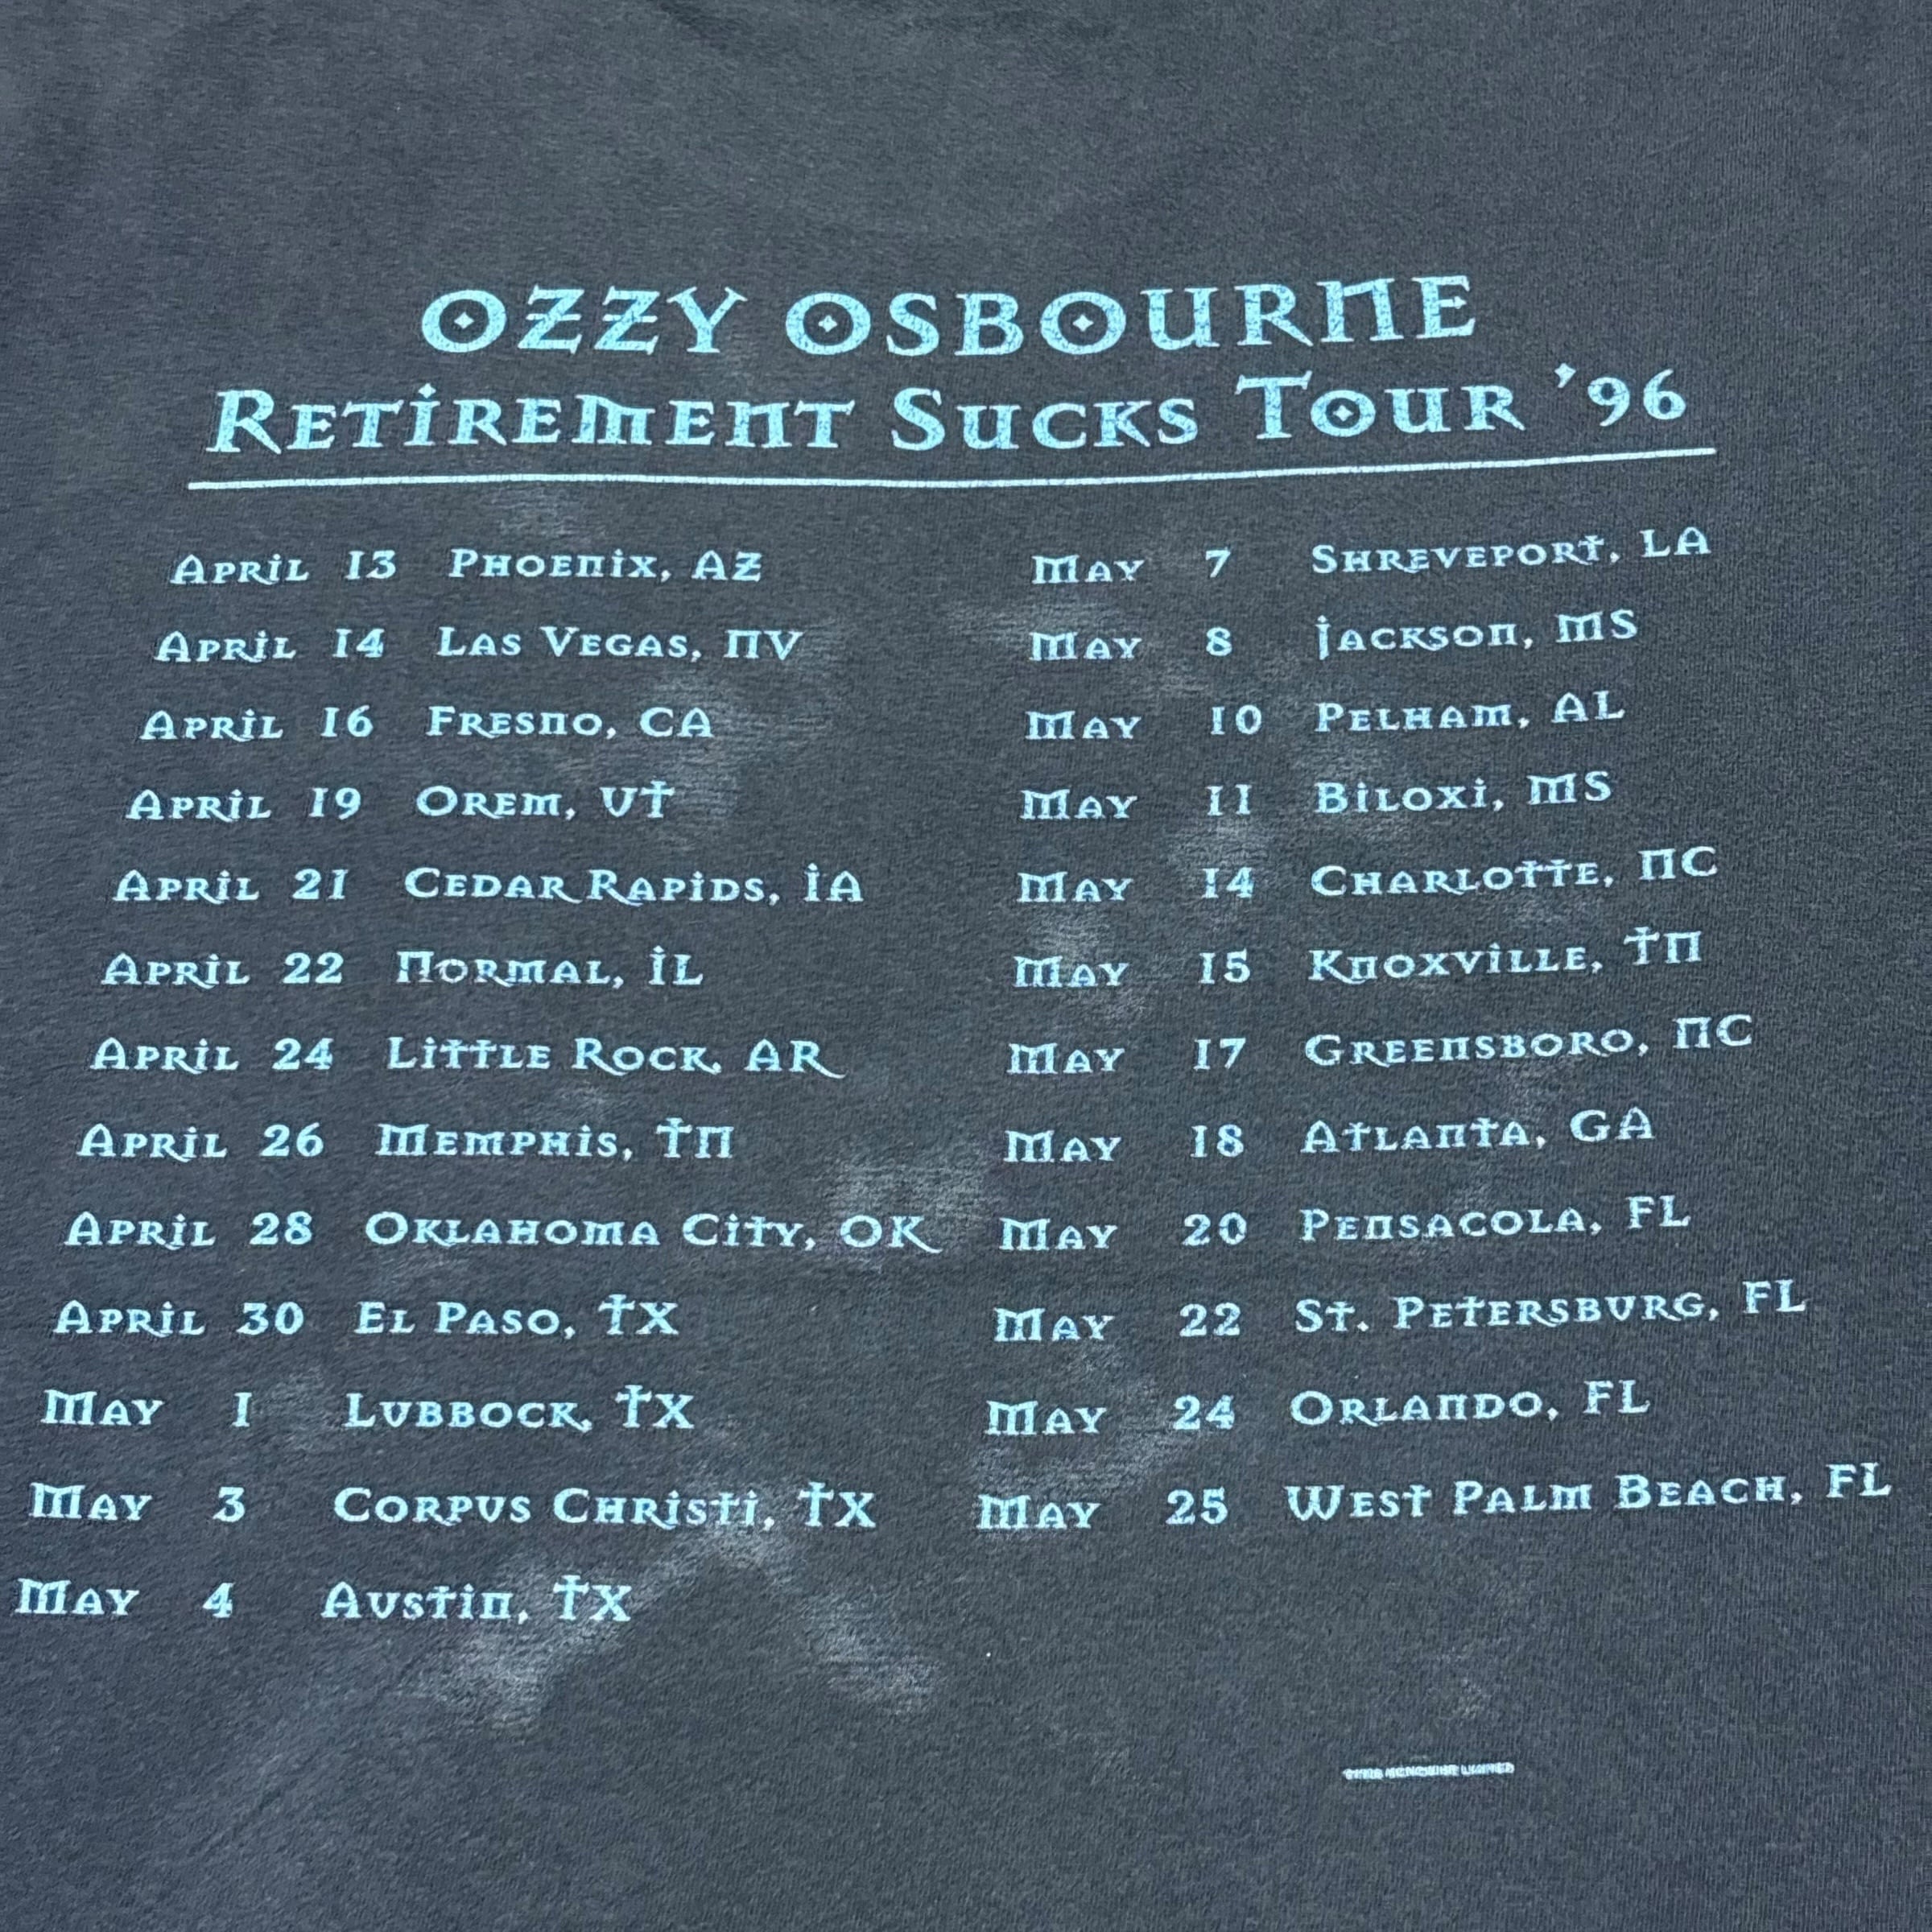 OZZY OSBOURNE
RETIREMENT SUCKS TOUR '96
APRIL 13 PHOENIX, AZ
APRIL 14 LAS VEGAS, NV
APRIL 16 FRESNO, CA
APRIL 19 OREM, UT
APRIL 21 CEDAR RAPIDS, IA
APRIL 22 NORMAL, IL
APRIL 24 LITTLE ROCK, AR
APRIL 26 MEMPHIS, TN
APRIL 28 OKLAHOMA CITY, OK
APRIL 30 EL PASO, TX
MAY 1 LUBBOCK, TX
MAY 3 CORPUS CHRISTI, TX
MAY 4 AUSTIN, TX
MAY 7 SHREVEPORT, LA
MAY 8 JACKSON, MS
MAY 10 PELHAM, AL
MAY 11 BILOXI, MS
MAY 14 CHARLOTTE, NC
MAY 15 KNOXVILLE, TN
MAY 17 GREENSBORO, NC
MAY 18 ATLANTA, GA
MAY 20 PENSACOLA, FL
MAY 22 ST. PETERSBURG, FL
MAY 24 ORLANDO, FL
MAY 25 WEST PALM BEACH, FL
LIMITED